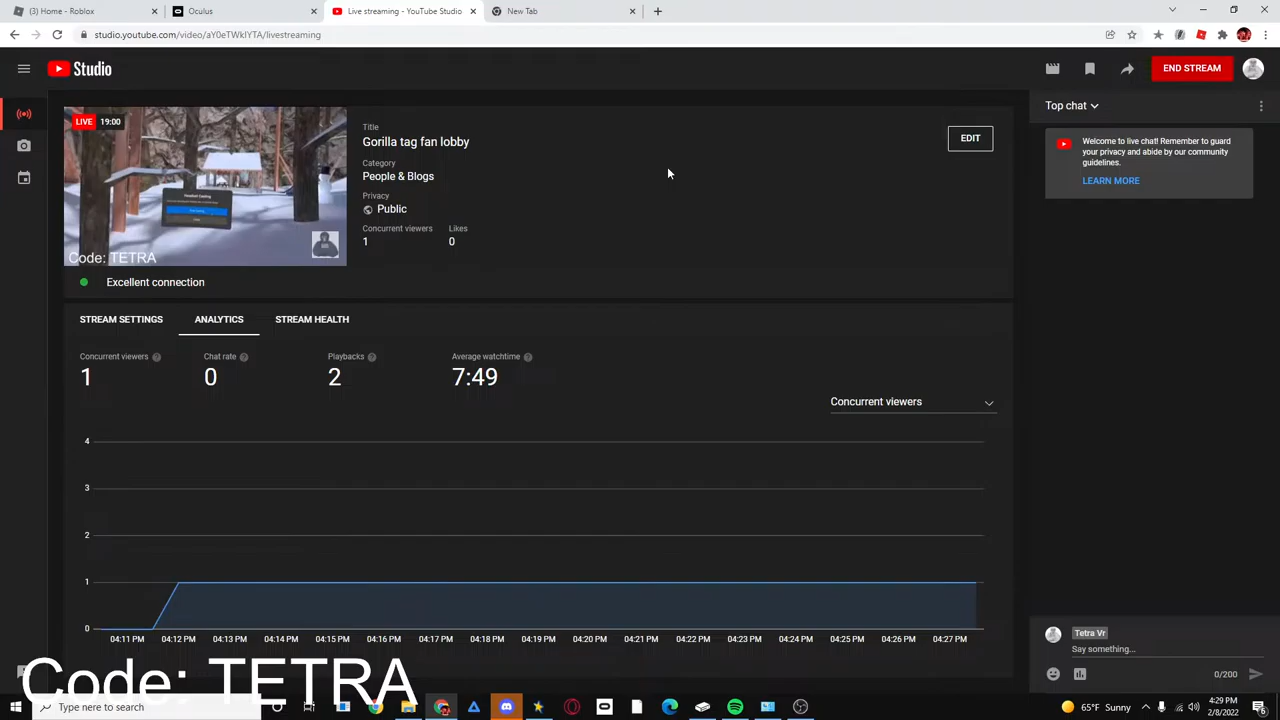 (3) Home - Roblox
Oculus
Live streaming - YouTube Studio
New Tab
studio.youtube.com/video/aY0eTWkIYTA/livestreaming
Studio
END STREAM
LIVE 19:00
Code: TETRA
Title
Gorilla tag fan lobby
EDIT
Category
People & Blogs
Privacy
Public
Concurrent viewers
1
Likes
0
Excellent connection
Top chat
Welcome to live chat! Remember to guard
your privacy and abide by our community
guidelines.
LEARN MORE
STREAM SETTINGS
ANALYTICS
STREAM HEALTH
Concurrent viewers
1
Chat rate
0
Playbacks
2
Average watchtime
7:49
Concurrent viewers
4
3
2
1
0
04:11 PM 04:12 PM 04:13 PM 04:14 PM 04:15 PM 04:16 PM 04:17 PM 04:18 PM 04:19 PM 04:20 PM 04:21 PM 04:22 PM 04:23 PM 04:24 PM 04:25 PM 04:26 PM 04:27 PM
Tetra Vr
Say something...
0/200
Code: TETRA
Type here to search
65°F Sunny
4:29 PM
2/8/2022